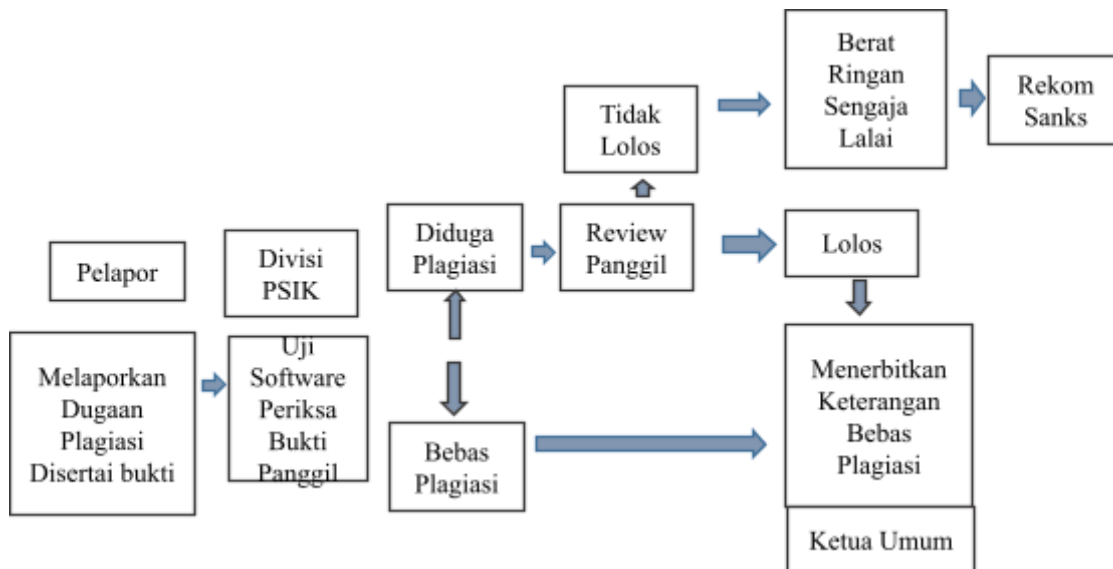 Pelapor
Melaporkan
Dugaan
Plagiasi
Disertai bukti
Divisi
PSIK
Uji
Software
Periksa
Bukti
Panggil
Diduga
Plagiasi
Bebas
Plagiasi
Review
Panggil
Tidak
Lolos
Berat
Ringan
Sengaja
Lalai
Rekom
Sanks
Lolos
Menerbitkan
Keterangan
Bebas
Plagiasi
Ketua Umum